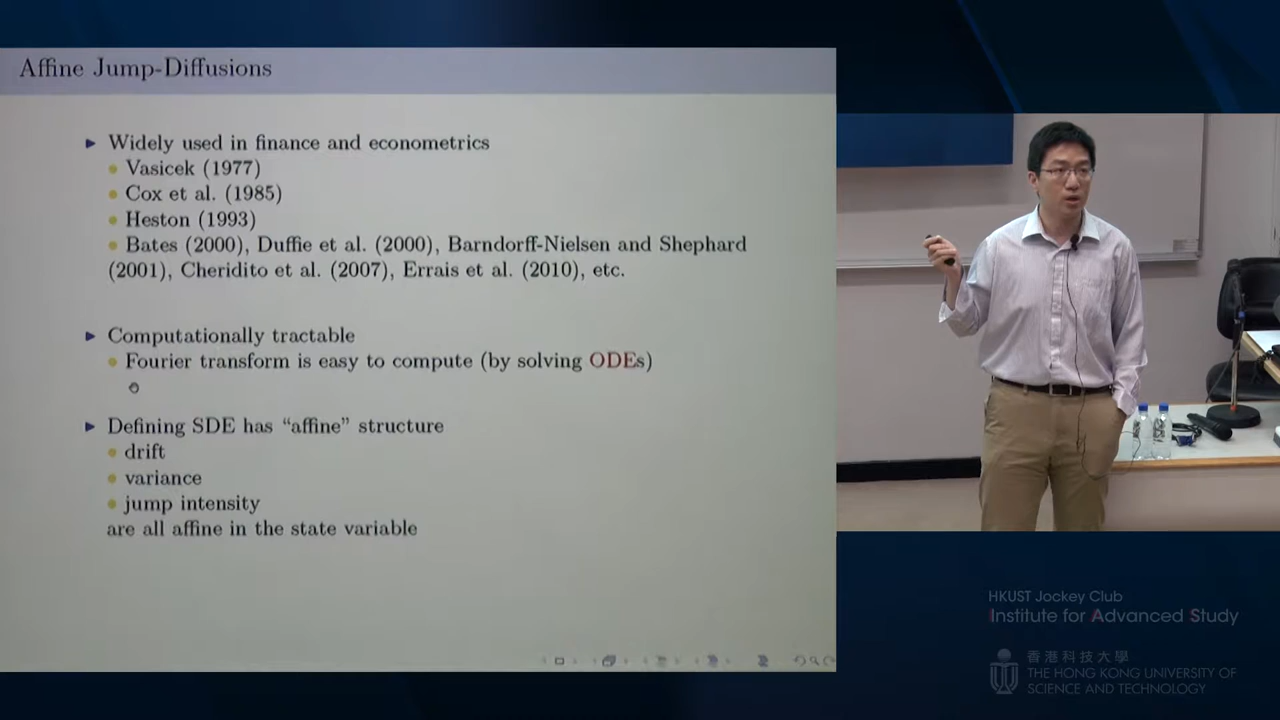 Affine Jump-Diffusions
Widely used in finance and econometrics
Vasicek (1977)
Cox et al. (1985)
Heston (1993)
Bates (2000), Duffie et al. (2000), Barndorff-Nielsen and Shephard
(2001), Cheridito et al. (2007), Errais et al. (2010), etc.
Computationally tractable
Fourier transform is easy to compute (by solving ODEs)
Defining SDE has “affine” structure
drift
variance
jump intensity
are all affine in the state variable
HKUST Jockey Club
Institute for Advanced Study
香港科技大學
THE HONG KONG UNIVERSITY OF
SCIENCE AND TECHNOLOGY